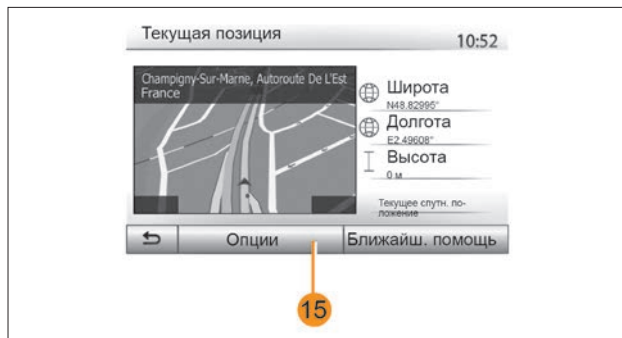 Текущая позиция
10:52
Champigny-Sur-Marne, Autoroute De L'Est
France
Широта
N48.82995°
Долгота
E2.49608°
Высота
0 м
Текущее спутн. по-
ложение
Опции
Ближайш. помощь
15